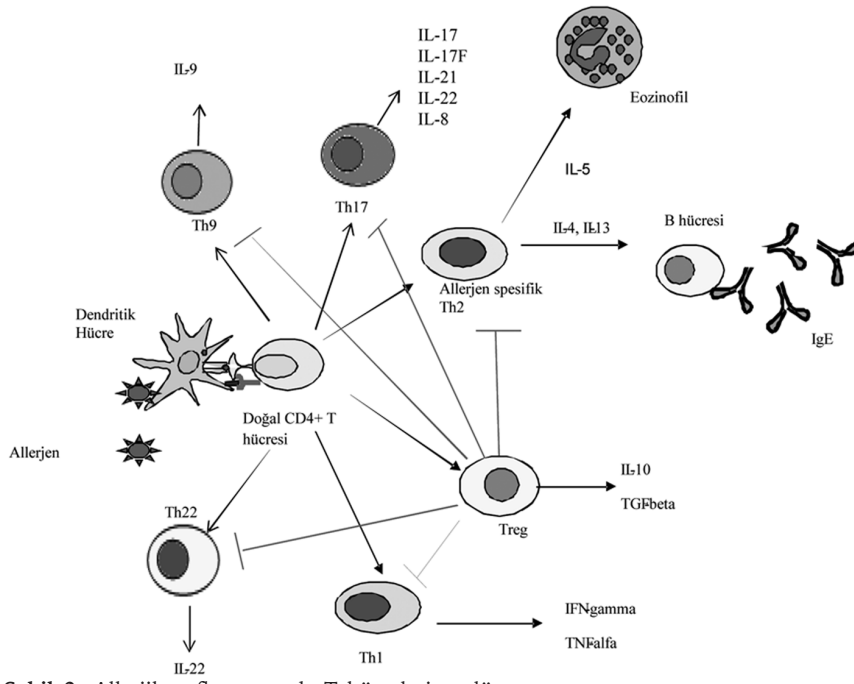 IL-9
IL-17
IL-17F
IL-21
IL-22
IL-8
Eozinofil
IL-5
Th9
Th17
IL-4, IL-13
B hücresi
Allerjen spesifik
Th2
IgE
Dendritik
Hücre
Doğal CD4+ T
hücresi
Allerjen
Th22
Treg
IL-10
TGF-beta
IFN-gamma
TNF-alfa
Th1
IL-22